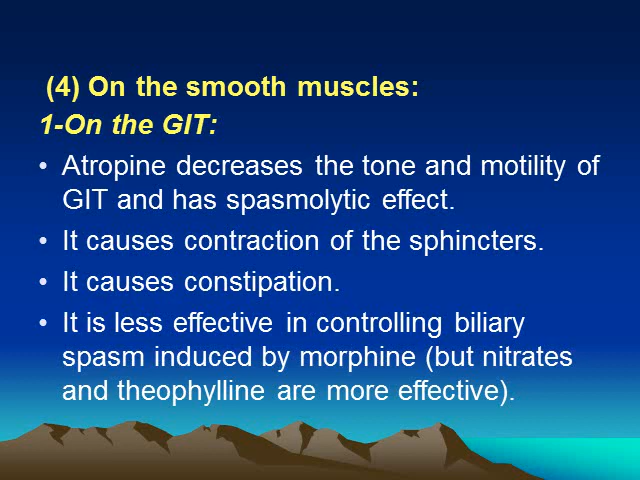 (4) On the smooth muscles:
1-On the GIT:
• Atropine decreases the tone and motility of
GIT and has spasmolytic effect.
• It causes contraction of the sphincters.
• It causes constipation.
• It is less effective in controlling biliary
spasm induced by morphine (but nitrates
and theophylline are more effective).